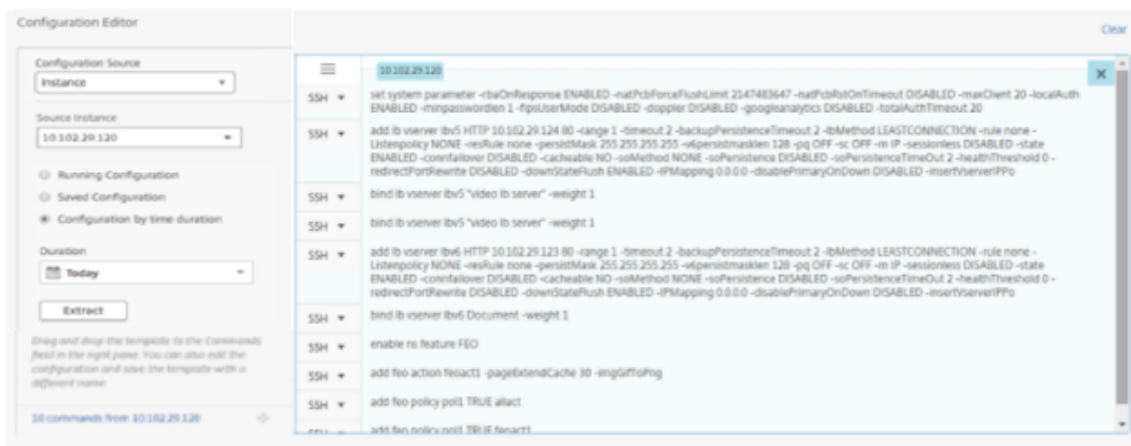 Configuration Editor
Clear
Configuration Source
Instance
Source Instance
10.102.29.120
Running Configuration
Saved Configuration
Configuration by time duration
Duration
Today
Extract
Drag and drop the template to the Commands
field in the right pane. You can also edit the
configuration and save the template with a
different name.
10 commands from 10.102.29.120
10.102.29.120
SSH set system parameter -rbaOnResponse ENABLED -natPcbForceFlushLimit 2147483647 -natPcbRstOnTimeout DISABLED -maxClient 20 -localAuth
ENABLED -minpasswordlen 1 -fipsUserMode DISABLED -doppler DISABLED -googleanalytics DISABLED -totalAuthTimeout 20
SSH add lb vserver lbv5 HTTP 10.102.29.124 80 -range 1 -timeout 2 -backupPersistenceTimeout 2 -lbMethod LEASTCONNECTION -rule none -
Listenpolicy NONE -resRule none -persistMask 255.255.255.255 -v6persistmasklen 128 -pq OFF -sc OFF -m IP -sessionless DISABLED -state
ENABLED -connfailover DISABLED -cacheable NO -soMethod NONE -soPersistence DISABLED -soPersistenceTimeOut 2 -healthThreshold 0 -
redirectPortRewrite DISABLED -downStateFlush ENABLED -IPMapping 0.0.0.0 -disablePrimaryOnDown DISABLED -insertVserverIPPo
SSH bind lb vserver lbv5 "video lb server" -weight 1
SSH bind lb vserver lbv5 "video lb server" -weight 1
SSH add lb vserver lbv6 HTTP 10.102.29.123 80 -range 1 -timeout 2 -backupPersistenceTimeout 2 -lbMethod LEASTCONNECTION -rule none -
Listenpolicy NONE -resRule none -persistMask 255.255.255.255 -v6persistmasklen 128 -pq OFF -sc OFF -m IP -sessionless DISABLED -state
ENABLED -connfailover DISABLED -cacheable NO -soMethod NONE -soPersistence DISABLED -soPersistenceTimeOut 2 -healthThreshold 0 -
redirectPortRewrite DISABLED -downStateFlush ENABLED -IPMapping 0.0.0.0 -disablePrimaryOnDown DISABLED -insertVserverIPPo
SSH bind lb vserver lbv6 Document -weight 1
SSH enable ns feature FEO
SSH add feo action feoact1 -pageExtendCache 30 -imgGifToPng
SSH add feo policy pol1 TRUE allact
SSH add feo policy pol1 TRUE feoact1